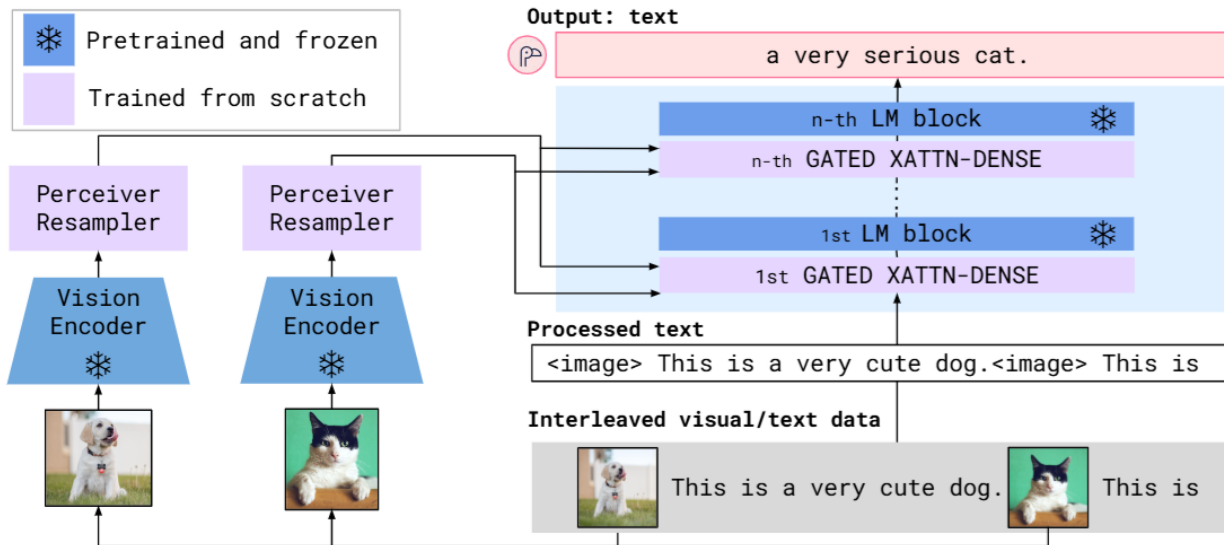 Pretrained and frozen
Trained from scratch
Output: text
a very serious cat.
n-th LM block
n-th GATED XATTN-DENSE
1st LM block
1st GATED XATTN-DENSE
Perceiver
Resampler
Perceiver
Resampler
Vision
Encoder
Vision
Encoder
Processed text
<image> This is a very cute dog.<image> This is
Interleaved visual/text data
This is a very cute dog.
This is